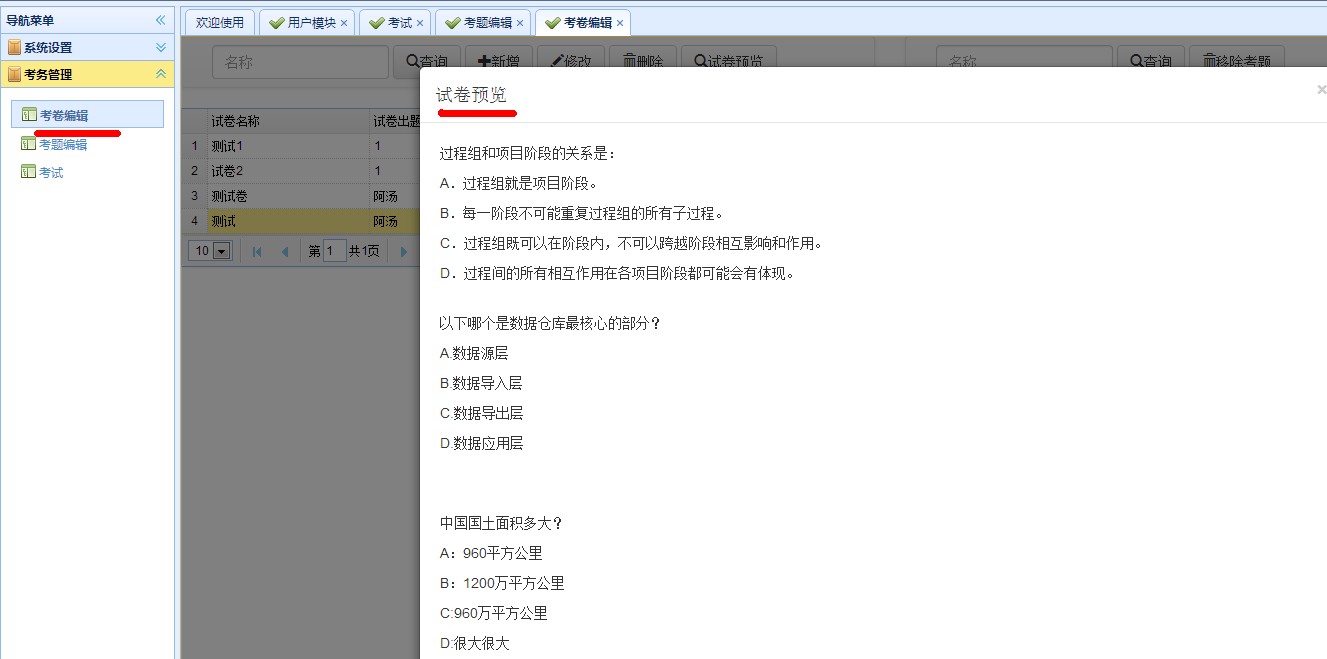 导航菜单
系统设置
考务管理
考卷编辑
考题编辑
考试
欢迎使用 用户模块 考试 考题编辑 考卷编辑
名称 查询 新增 修改 删除 试卷预览 名称 查询 移除考题
试卷名称 试卷出题
1 测试1 1
2 试卷2 1
3 测试卷 阿汤
4 测试 阿汤
10 第 1 共1页
试卷预览
过程组和项目阶段的关系是：
A．过程组就是项目阶段。
B．每一阶段不可能重复过程组的所有子过程。
C．过程组既可以在阶段内，不可以跨越阶段相互影响和作用。
D．过程间的所有相互作用在各项目阶段都可能会有体现。
以下哪个是数据仓库最核心的部分？
A.数据源层
B.数据导入层
C.数据导出层
D.数据应用层
中国国土面积多大？
A：960平方公里
B：1200万平方公里
C:960万平方公里
D:很大很大